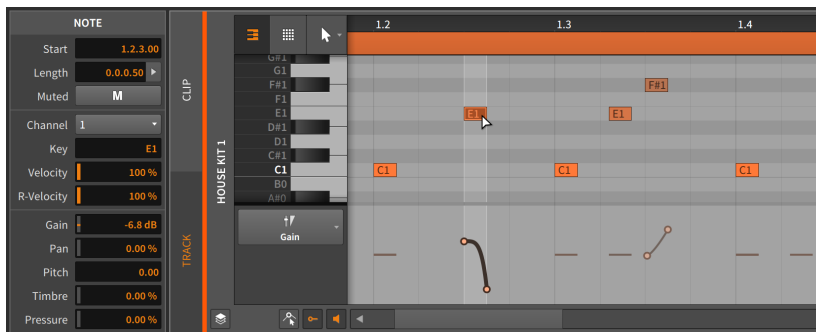 NOTE
Start 1.2.3.00
Length 0.0.0.50
Muted M
Channel 1
Key E1
Velocity 100 %
R-Velocity 100 %
Gain -6.8 dB
Pan 0.00 %
Pitch 0.00
Timbre 0.00 %
Pressure 0.00 %
CLIP
TRACK
HOUSE KIT 1
1.2 1.3 1.4
G#1
G1
F#1 F#1
F1
E1 E1 E1
D#1
D1
C#1
C1 C1 C1 C1
B0
A#0
Gain